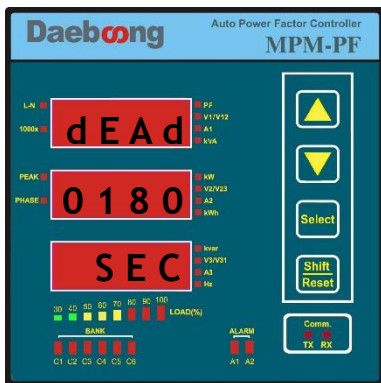 Daeboong
Auto Power Factor Controller
MPM-PF
L-N
1000x
dEAd
PF
V1/V12
A1
kVA
PEAK
PHASE
0180
kW
V2/V23
A2
kWh
SEC
kvar
V3/V31
A3
Hz
30 40 50 60 70 80 90 100 LOAD(%)
BANK
C1 C2 C3 C4 C5 C6
ALARM
A1 A2
Select
Shift
Reset
Comm.
TX RX